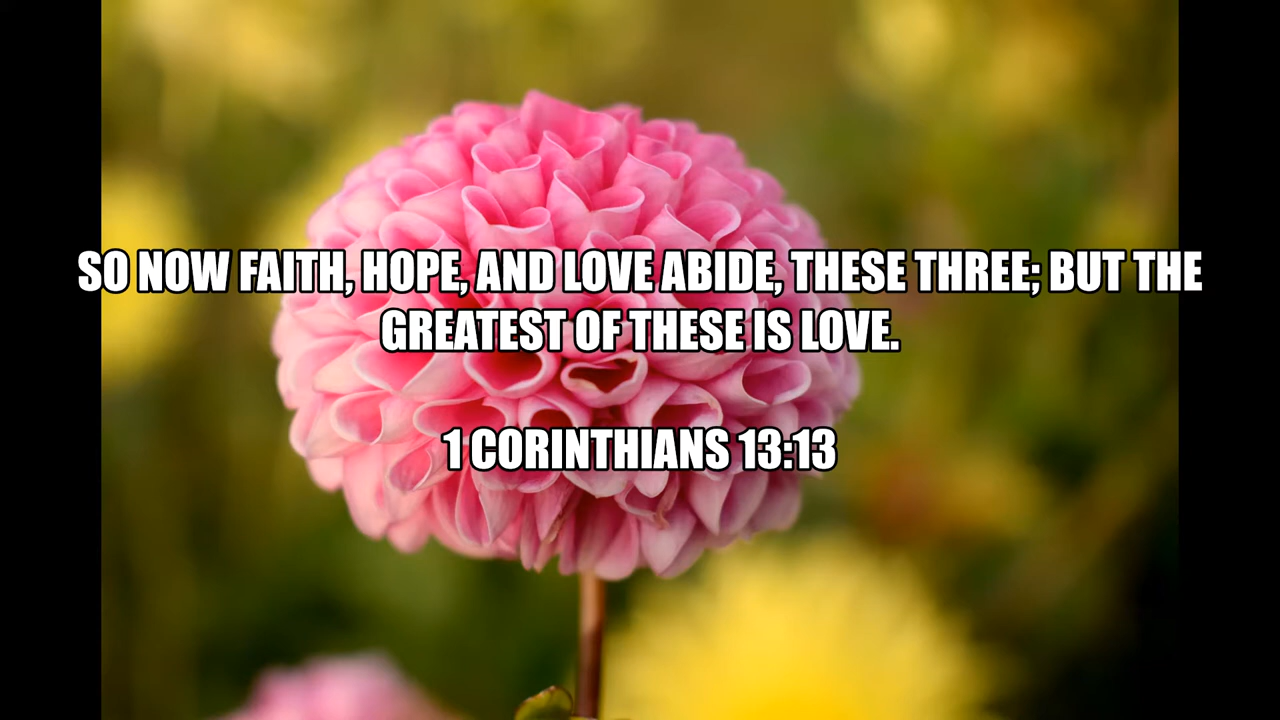 SO NOW FAITH, HOPE, AND LOVE ABIDE, THESE THREE; BUT THE
GREATEST OF THESE IS LOVE.
1 CORINTHIANS 13:13